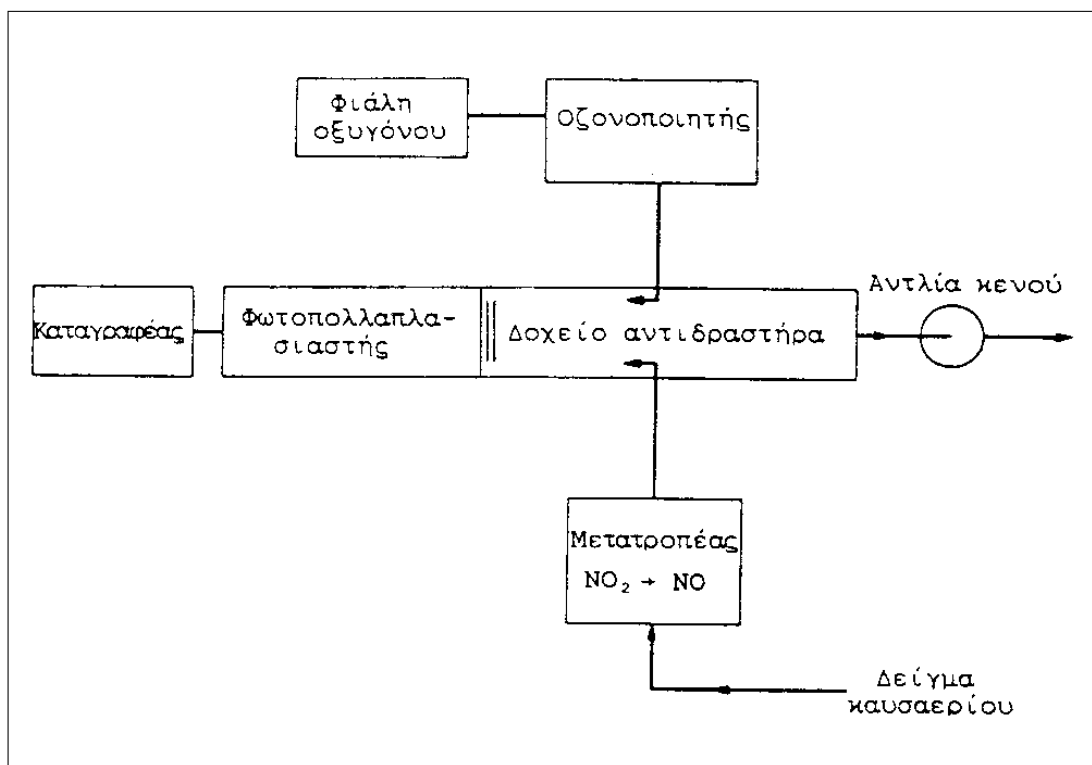 Φιάλη
οξυγόνου
Οζονοποιητής
Αντλία κενού
Καταγραφέας
Φωτοπολλαπλα-
σιαστής
Δοχείο αντιδραστήρα
Μετατροπέας
NO₂ → NO
Δείγμα
καυσαερίου